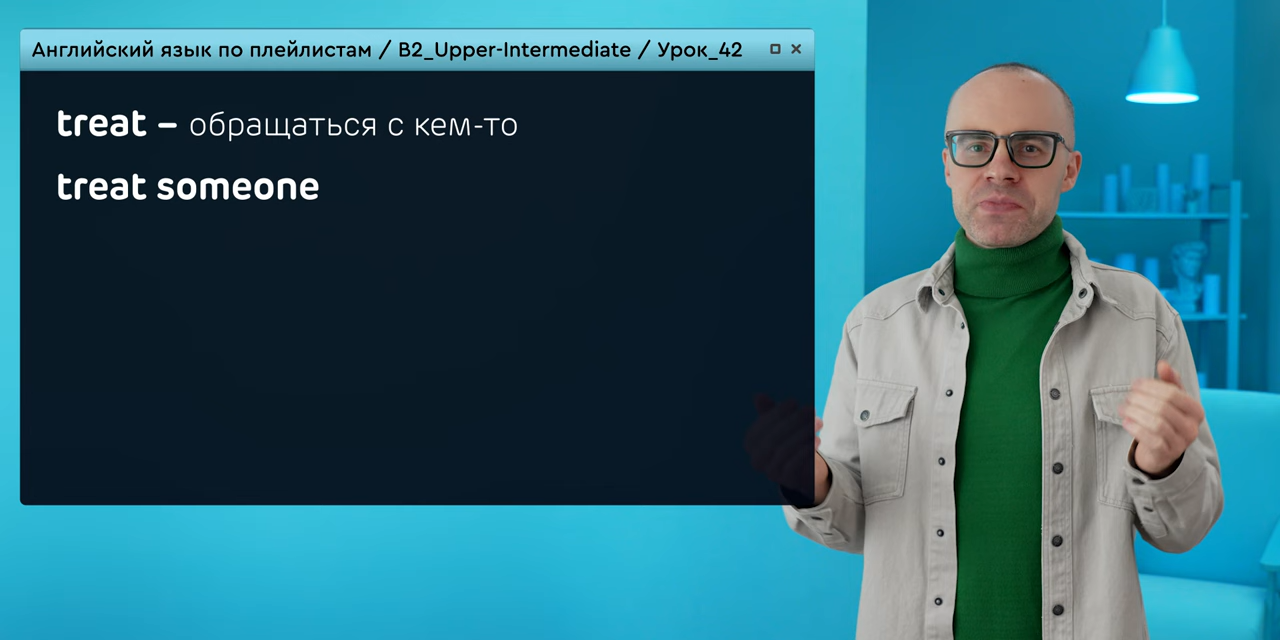 Английский язык по плейлистам / B2_Upper-Intermediate / Урок_42
treat – обращаться с кем-то
treat someone